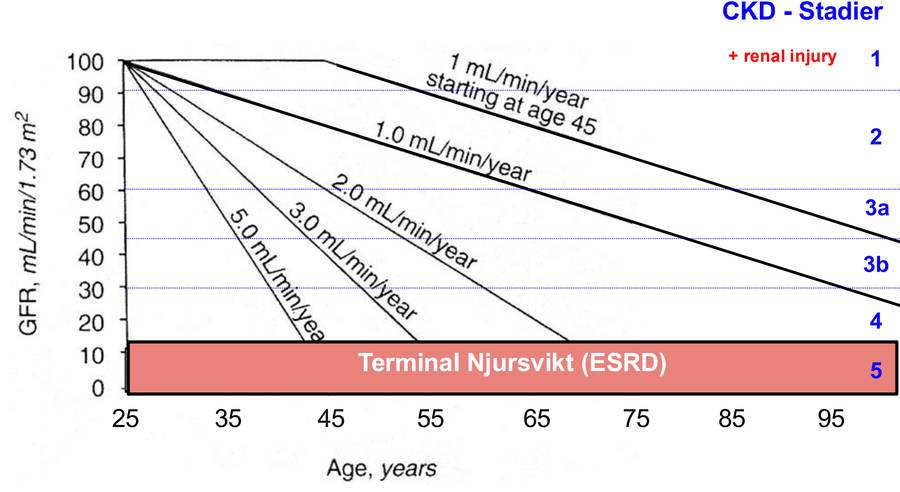 CKD - Stadier
+ renal injury
1
2
3a
3b
4
5
GFR, mL/min/1.73 m²
100
90
80
70
60
50
40
30
20
10
0
1 mL/min/year
starting at age 45
1.0 mL/min/year
2.0 mL/min/year
3.0 mL/min/year
5.0 mL/min/yea
Terminal Njursvikt (ESRD)
25 35 45 55 65 75 85 95
Age, years